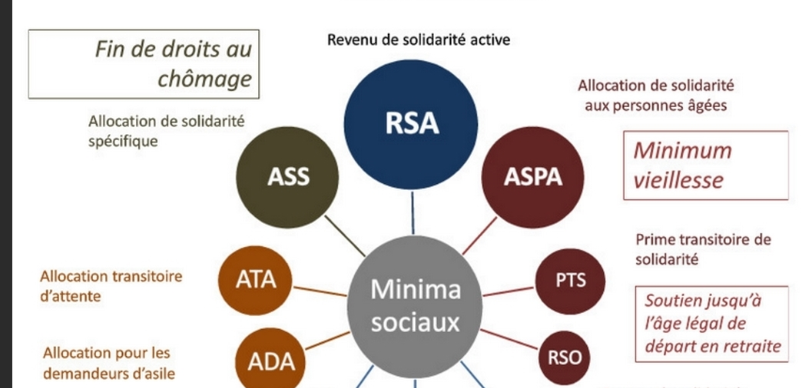 Revenu de solidarité active
Fin de droits au
chômage
Allocation de solidarité
aux personnes âgées
Allocation de solidarité
spécifique
RSA
ASS
ASPA
Minimum
vieillesse
Prime transitoire de
solidarité
Allocation transitoire
d'attente
ATA
Minima
sociaux
PTS
Soutien jusqu'à
l'âge légal de
départ en retraite
Allocation pour les
demandeurs d'asile
ADA
RSO